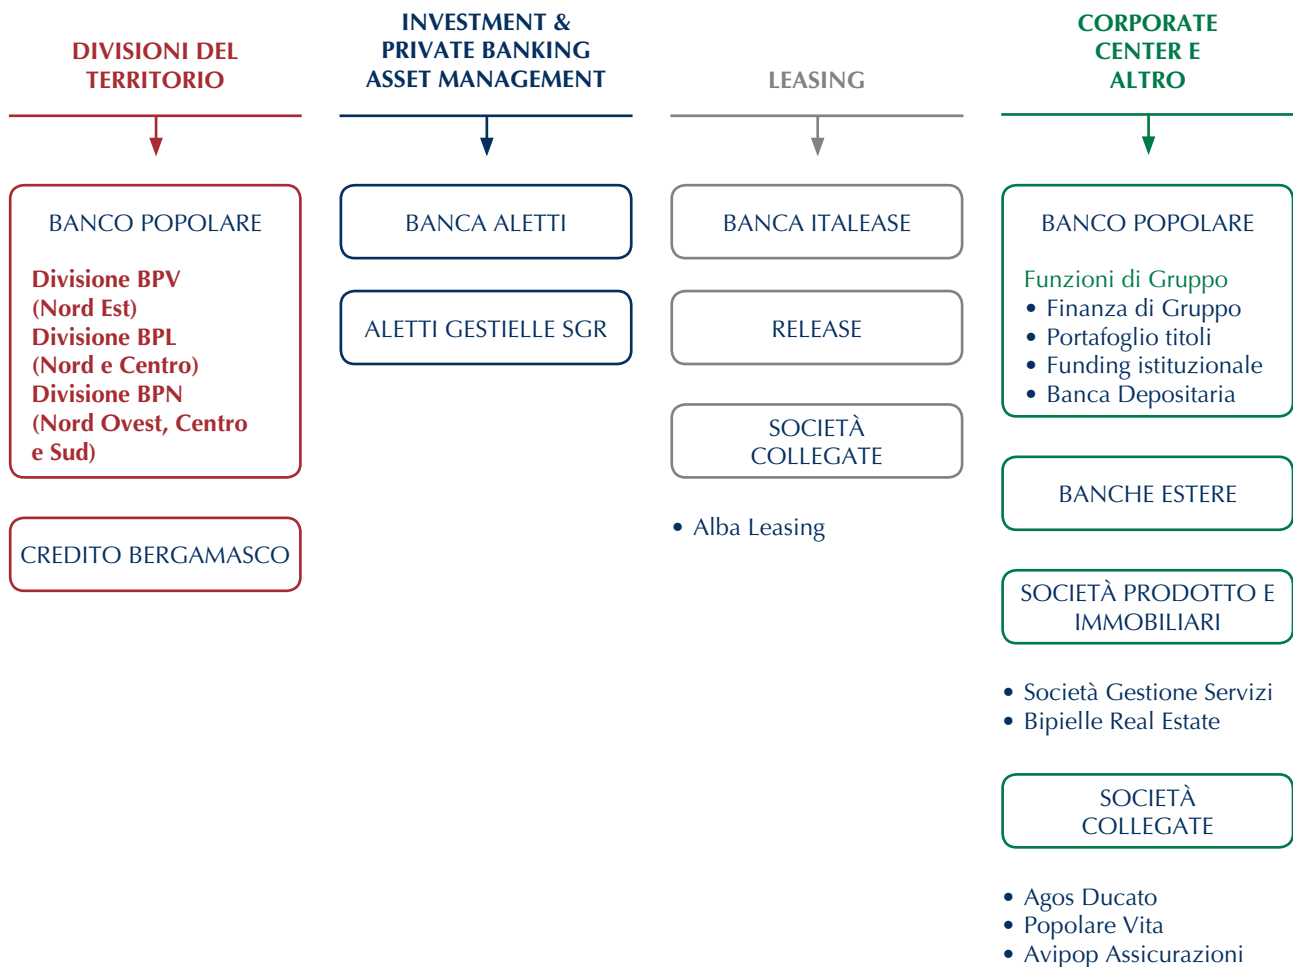 DIVISIONI DEL
TERRITORIO
BANCO POPOLARE
Divisione BPV
(Nord Est)
Divisione BPL
(Nord e Centro)
Divisione BPN
(Nord Ovest, Centro
e Sud)
CREDITO BERGAMASCO
INVESTMENT &
PRIVATE BANKING
ASSET MANAGEMENT
BANCA ALETTI
ALETTI GESTIELLE SGR
LEASING
BANCA ITALEASE
RELEASE
SOCIETÀ
COLLEGATE
• Alba Leasing
CORPORATE
CENTER E
ALTRO
BANCO POPOLARE
Funzioni di Gruppo
• Finanza di Gruppo
• Portafoglio titoli
• Funding istituzionale
• Banca Depositaria
BANCHE ESTERE
SOCIETÀ PRODOTTO E
IMMOBILIARI
• Società Gestione Servizi
• Bipielle Real Estate
SOCIETÀ
COLLEGATE
• Agos Ducato
• Popolare Vita
• Avipop Assicurazioni